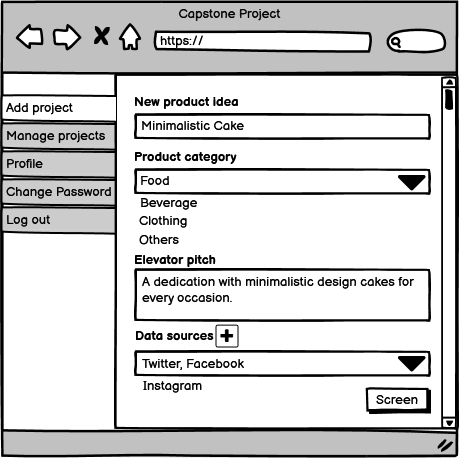 Capstone Project
https://
Add project
Manage projects
Profile
Change Password
Log out
New product idea
Minimalistic Cake
Product category
Food
Beverage
Clothing
Others
Elevator pitch
A dedication with minimalistic design cakes for
every occasion.
Data sources
Twitter, Facebook
Instagram
Screen